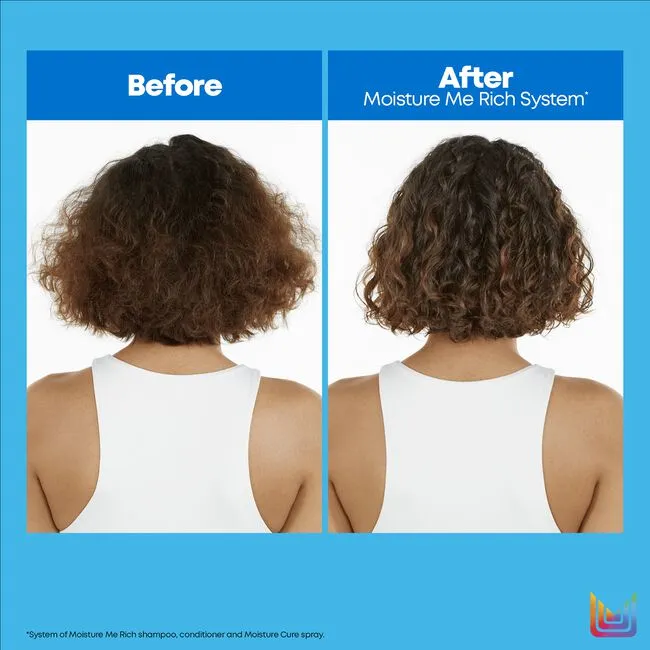 Before
After
Moisture Me Rich System*
*System of Moisture Me Rich shampoo, conditioner and Moisture Cure spray.